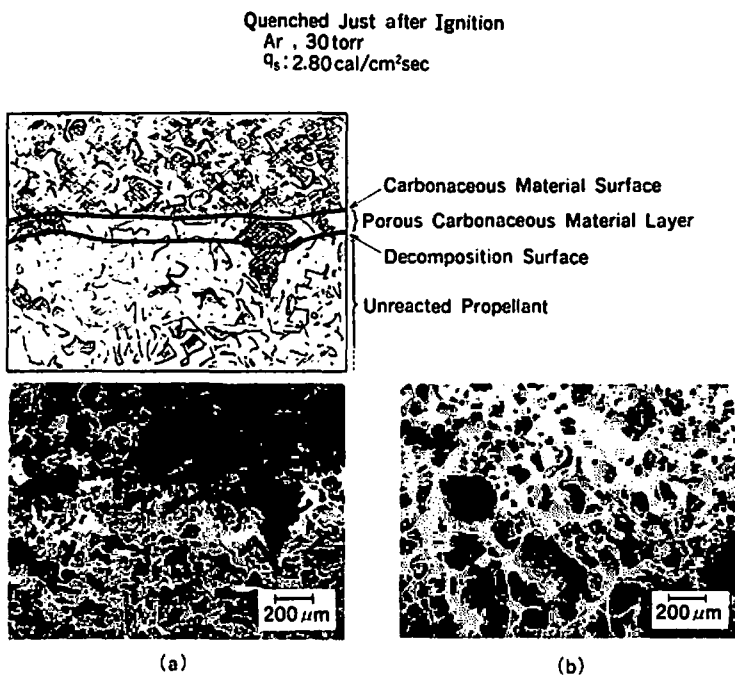 Quenched Just after Ignition
Ar , 30 torr
qs : 2.80 cal/cm²sec
Carbonaceous Material Surface
Porous Carbonaceous Material Layer
Decomposition Surface
Unreacted Propellant
200 μm
200 μm
(a)
(b)